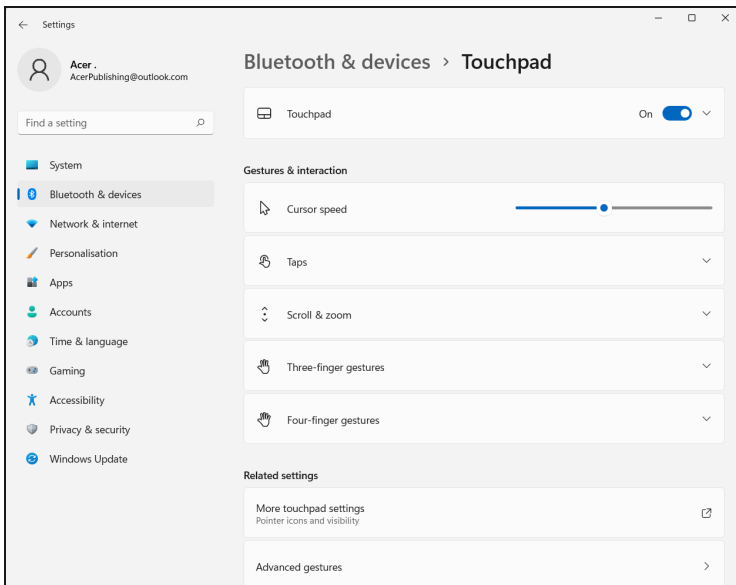 Settings
Acer .
AcerPublishing@outlook.com
Find a setting
System
Bluetooth & devices
Network & internet
Personalisation
Apps
Accounts
Time & language
Gaming
Accessibility
Privacy & security
Windows Update
Bluetooth & devices > Touchpad
Touchpad
On
Gestures & interaction
Cursor speed
Taps
Scroll & zoom
Three-finger gestures
Four-finger gestures
Related settings
More touchpad settings
Pointer icons and visibility
Advanced gestures